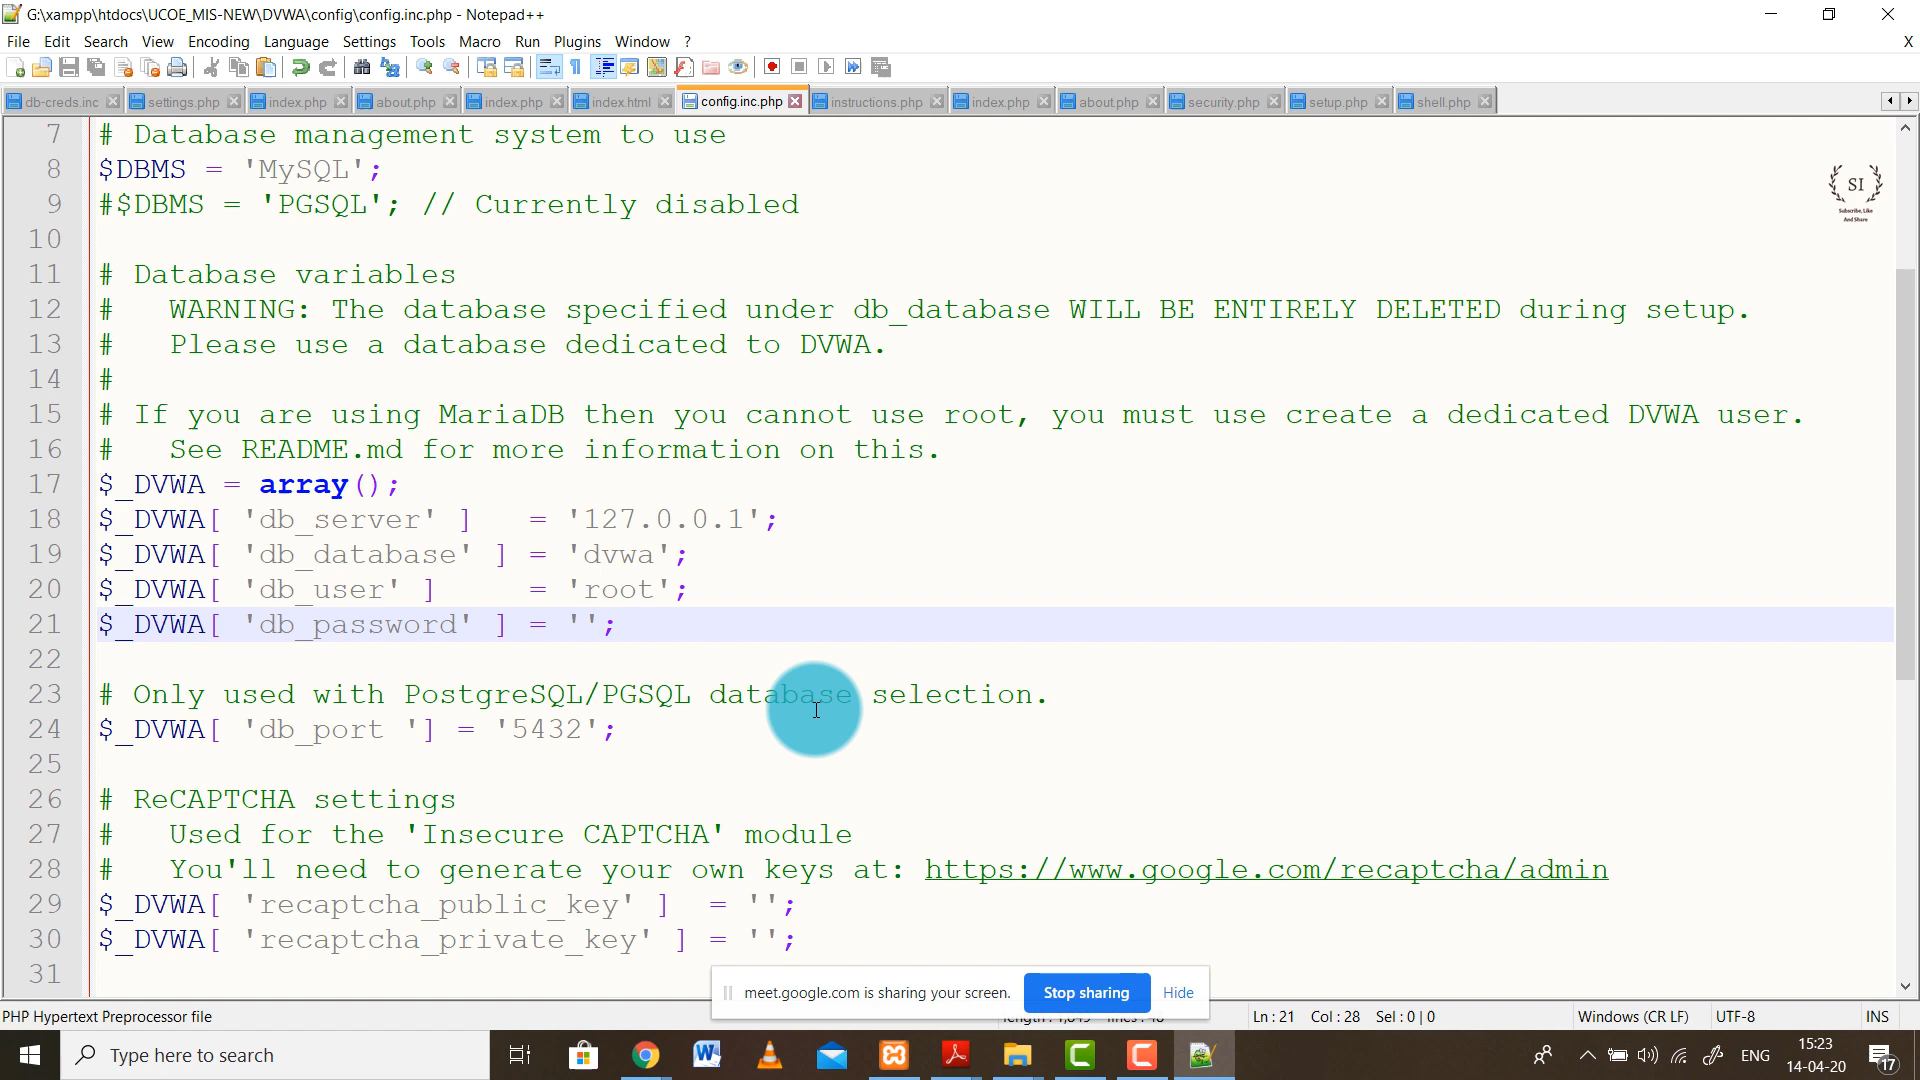 G:\xampp\htdocs\UCOE_MIS-NEW\DVWA\config\config.inc.php - Notepad++
File Edit Search View Encoding Language Settings Tools Macro Run Plugins Window ? X
db-creds.inc settings.php index.php about.php index.php index.html config.inc.php instructions.php index.php about.php security.php setup.php shell.php
7 # Database management system to use
8 $DBMS = 'MySQL';
9 #$DBMS = 'PGSQL'; // Currently disabled
10
11 # Database variables
12 #   WARNING: The database specified under db_database WILL BE ENTIRELY DELETED during setup.
13 #   Please use a database dedicated to DVWA.
14 #
15 # If you are using MariaDB then you cannot use root, you must use create a dedicated DVWA user.
16 #   See README.md for more information on this.
17 $_DVWA = array();
18 $_DVWA[ 'db_server' ]   = '127.0.0.1';
19 $_DVWA[ 'db_database' ] = 'dvwa';
20 $_DVWA[ 'db_user' ]     = 'root';
21 $_DVWA[ 'db_password' ] = '';
22
23 # Only used with PostgreSQL/PGSQL database selection.
24 $_DVWA[ 'db_port '] = '5432';
25
26 # ReCAPTCHA settings
27 #   Used for the 'Insecure CAPTCHA' module
28 #   You'll need to generate your own keys at: https://www.google.com/recaptcha/admin
29 $_DVWA[ 'recaptcha_public_key' ]  = '';
30 $_DVWA[ 'recaptcha_private_key' ] = '';
31
SI
Subscribe, Like
And Share
meet.google.com is sharing your screen. Stop sharing Hide
PHP Hypertext Preprocessor file Ln : 21 Col : 28 Sel : 0 | 0 Windows (CR LF) UTF-8 INS
Type here to search ENG 15:23
14-04-20 17